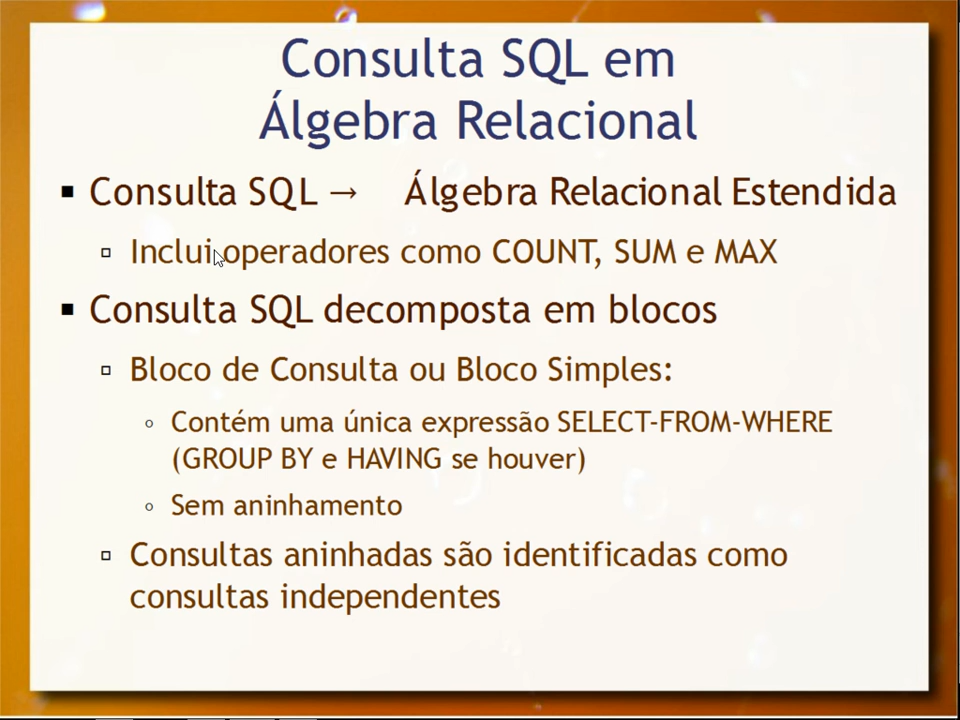 Consulta SQL em
Álgebra Relacional
▪ Consulta SQL → Álgebra Relacional Estendida
▫ Inclui operadores como COUNT, SUM e MAX
▪ Consulta SQL decomposta em blocos
▫ Bloco de Consulta ou Bloco Simples:
◦ Contém uma única expressão SELECT-FROM-WHERE
(GROUP BY e HAVING se houver)
◦ Sem aninhamento
▫ Consultas aninhadas são identificadas como
consultas independentes